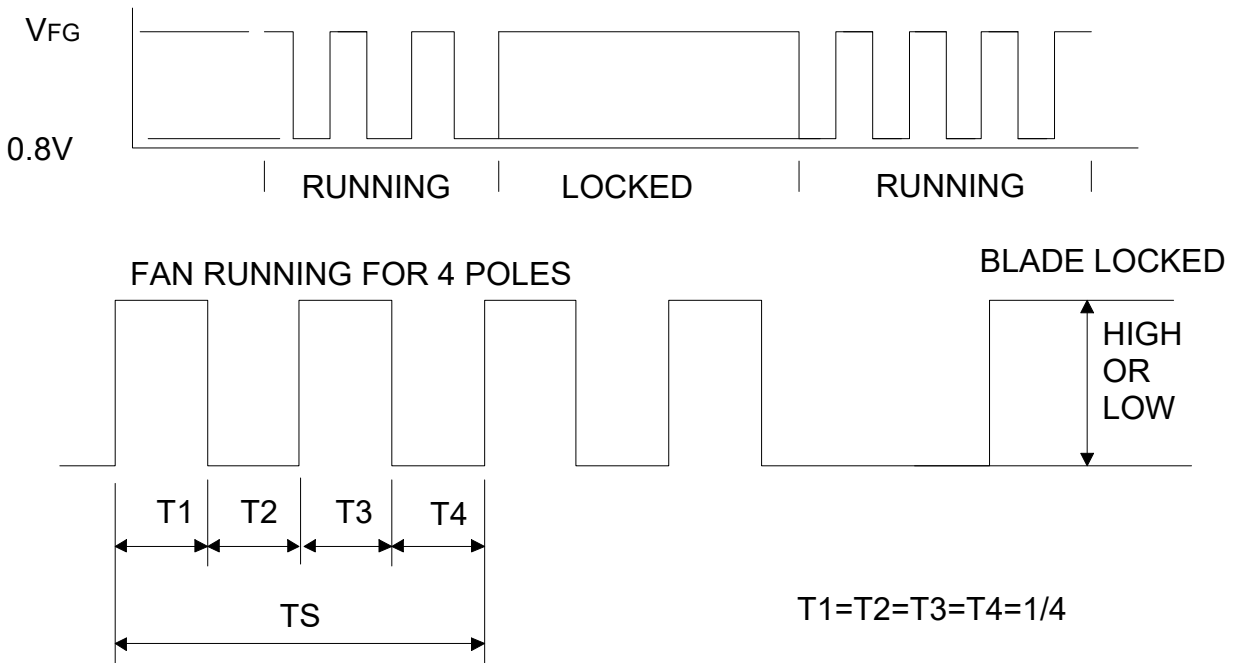 VFG
0.8V
RUNNING LOCKED RUNNING
FAN RUNNING FOR 4 POLES
BLADE LOCKED
HIGH
OR
LOW
T1 T2 T3 T4
TS
T1=T2=T3=T4=1/4